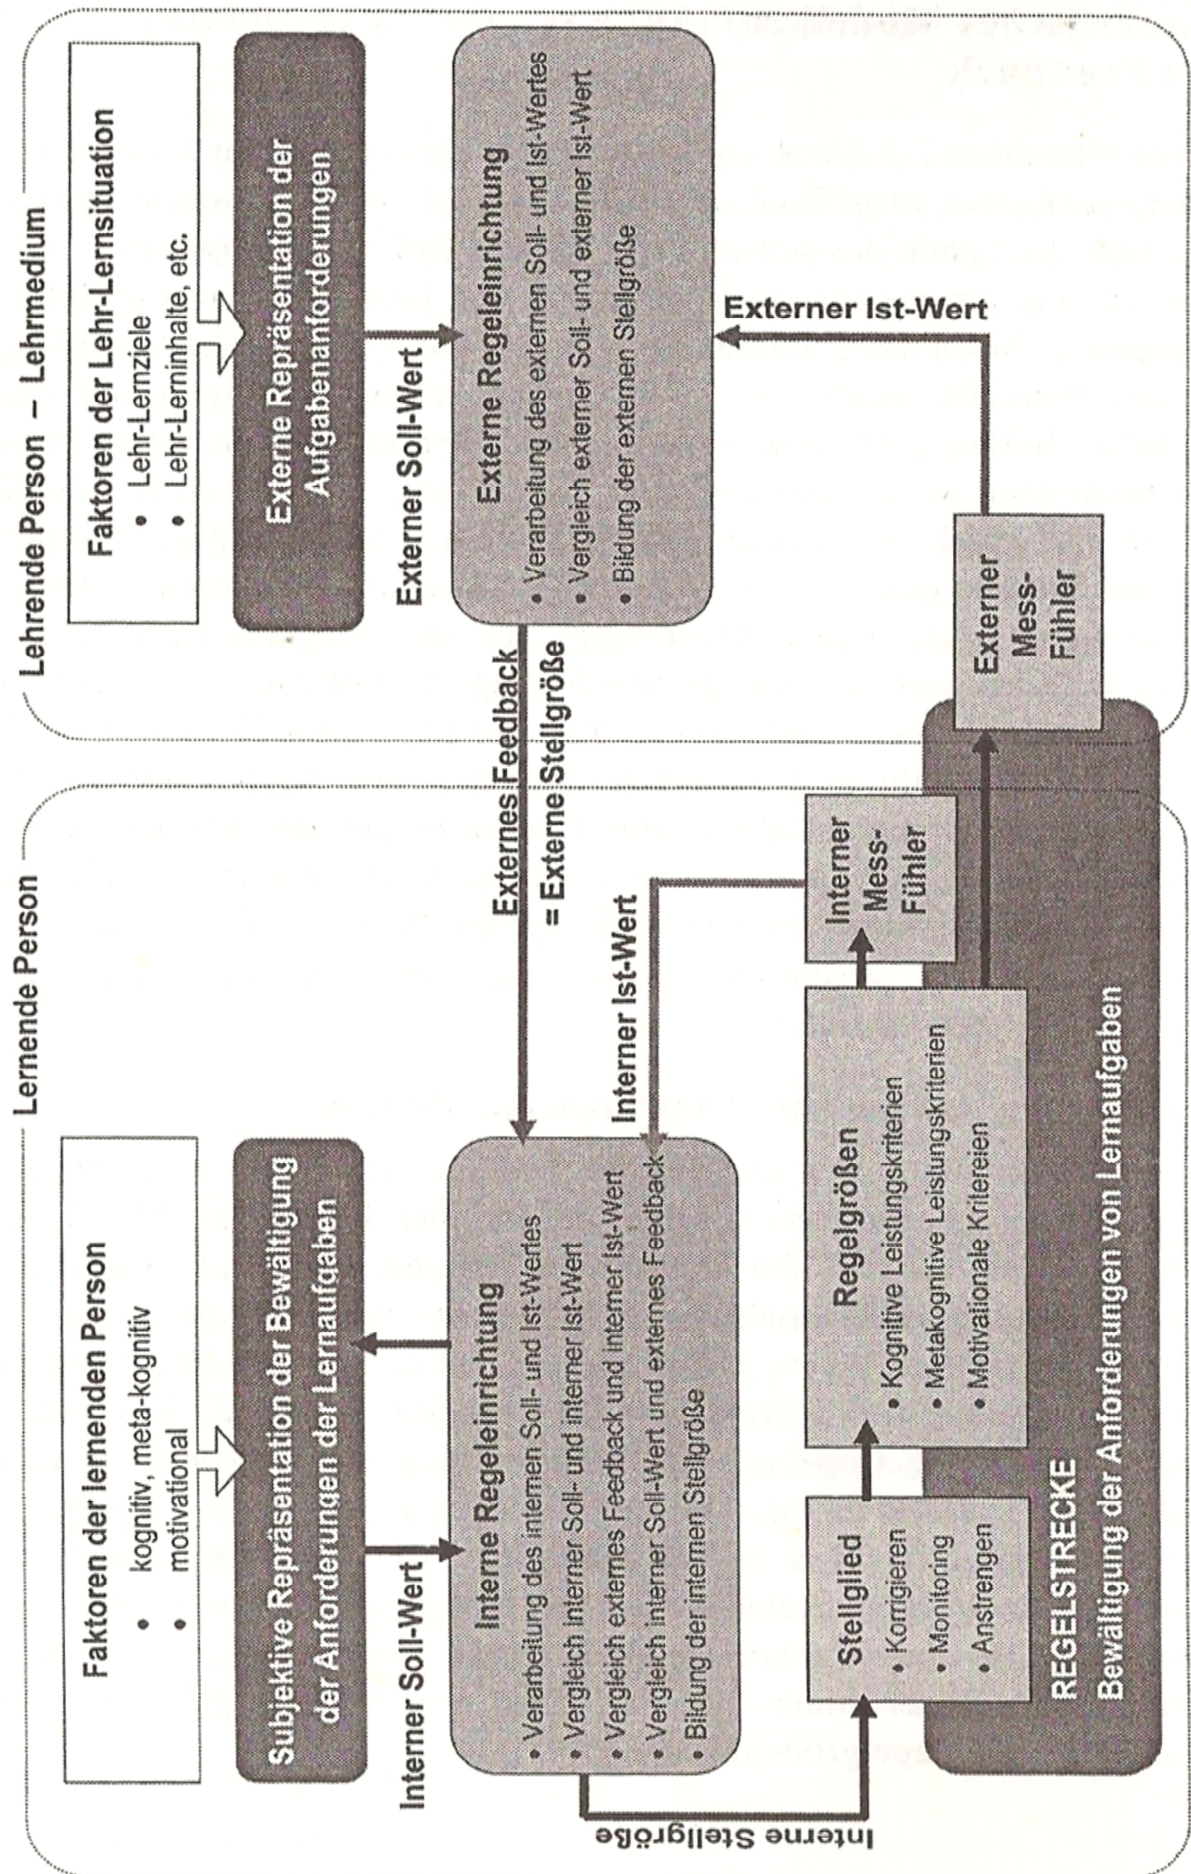 Lernende Person
Faktoren der lernenden Person
• kognitiv, meta-kognitiv
• motivational
Subjektive Repräsentation der Bewältigung
der Anforderungen der Lernaufgaben
Interner Soll-Wert
Interne Regeleinrichtung
• Verarbeitung des internen Soll- und Ist-Wertes
• Vergleich interner Soll- und interner Ist-Wert
• Vergleich externes Feedback und interner Ist-Wert
• Vergleich interner Soll-Wert und externes Feedback
• Bildung der internen Stellgröße
Interne Stellgröße
Stellglied
• Korrigieren
• Monitoring
• Anstrengen
Regelgrößen
• Kognitive Leistungskriterien
• Metakognitive Leistungskriterien
• Motivationale Kritereien
Interner
Mess-
Fühler
Interner Ist-Wert
REGELSTRECKE
Bewältigung der Anforderungen von Lernaufgaben
Externes Feedback
= Externe Stellgröße
Lehrende Person – Lehrmedium
Faktoren der Lehr-Lernsituation
• Lehr-Lernziele
• Lehr-Lerninhalte, etc.
Externe Repräsentation der
Aufgabenanforderungen
Externer Soll-Wert
Externe Regeleinrichtung
• Verarbeitung des externen Soll- und Ist-Wertes
• Vergleich externer Soll- und externer Ist-Wert
• Bildung der externen Stellgröße
Externer Ist-Wert
Externer
Mess-
Fühler